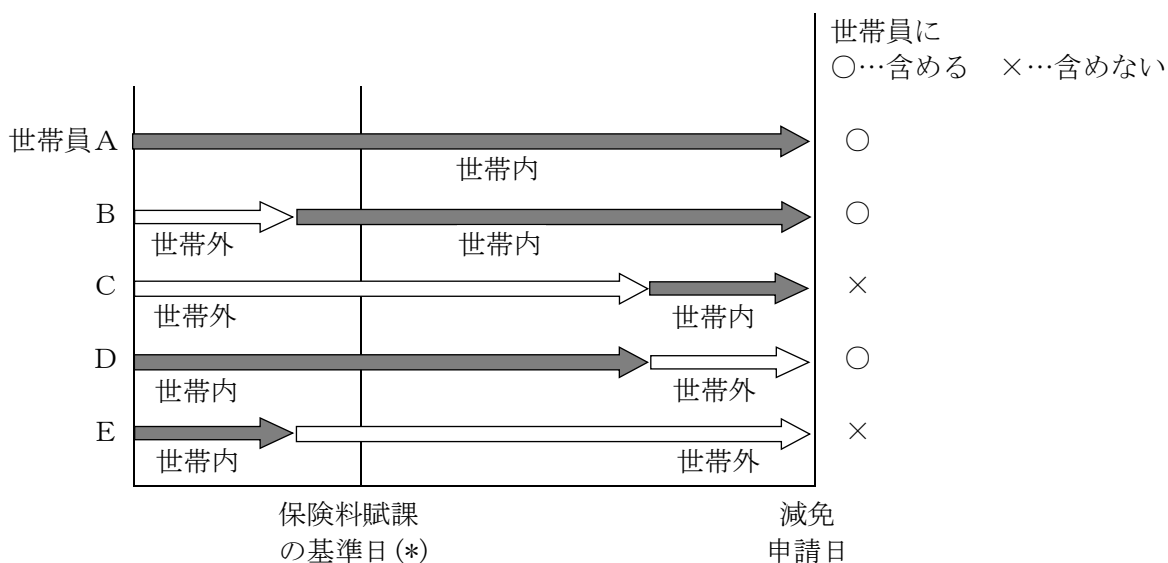 世帯員に
○…含める　×…含めない
世帯員A
○
世帯内
B
○
世帯外
世帯内
C
×
世帯外
世帯内
D
○
世帯内
世帯外
E
×
世帯内
世帯外
保険料賦課
の基準日(*)
減免
申請日